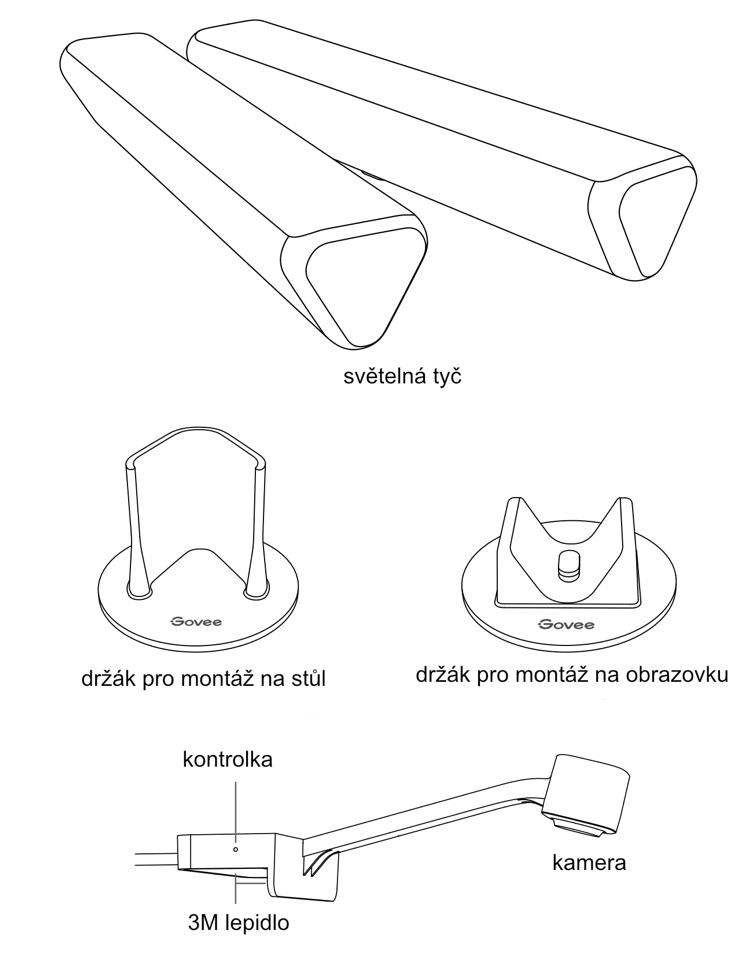 světelná tyč
Govee
Govee
držák pro montáž na stůl
držák pro montáž na obrazovku
kontrolka
kamera
3M lepidlo